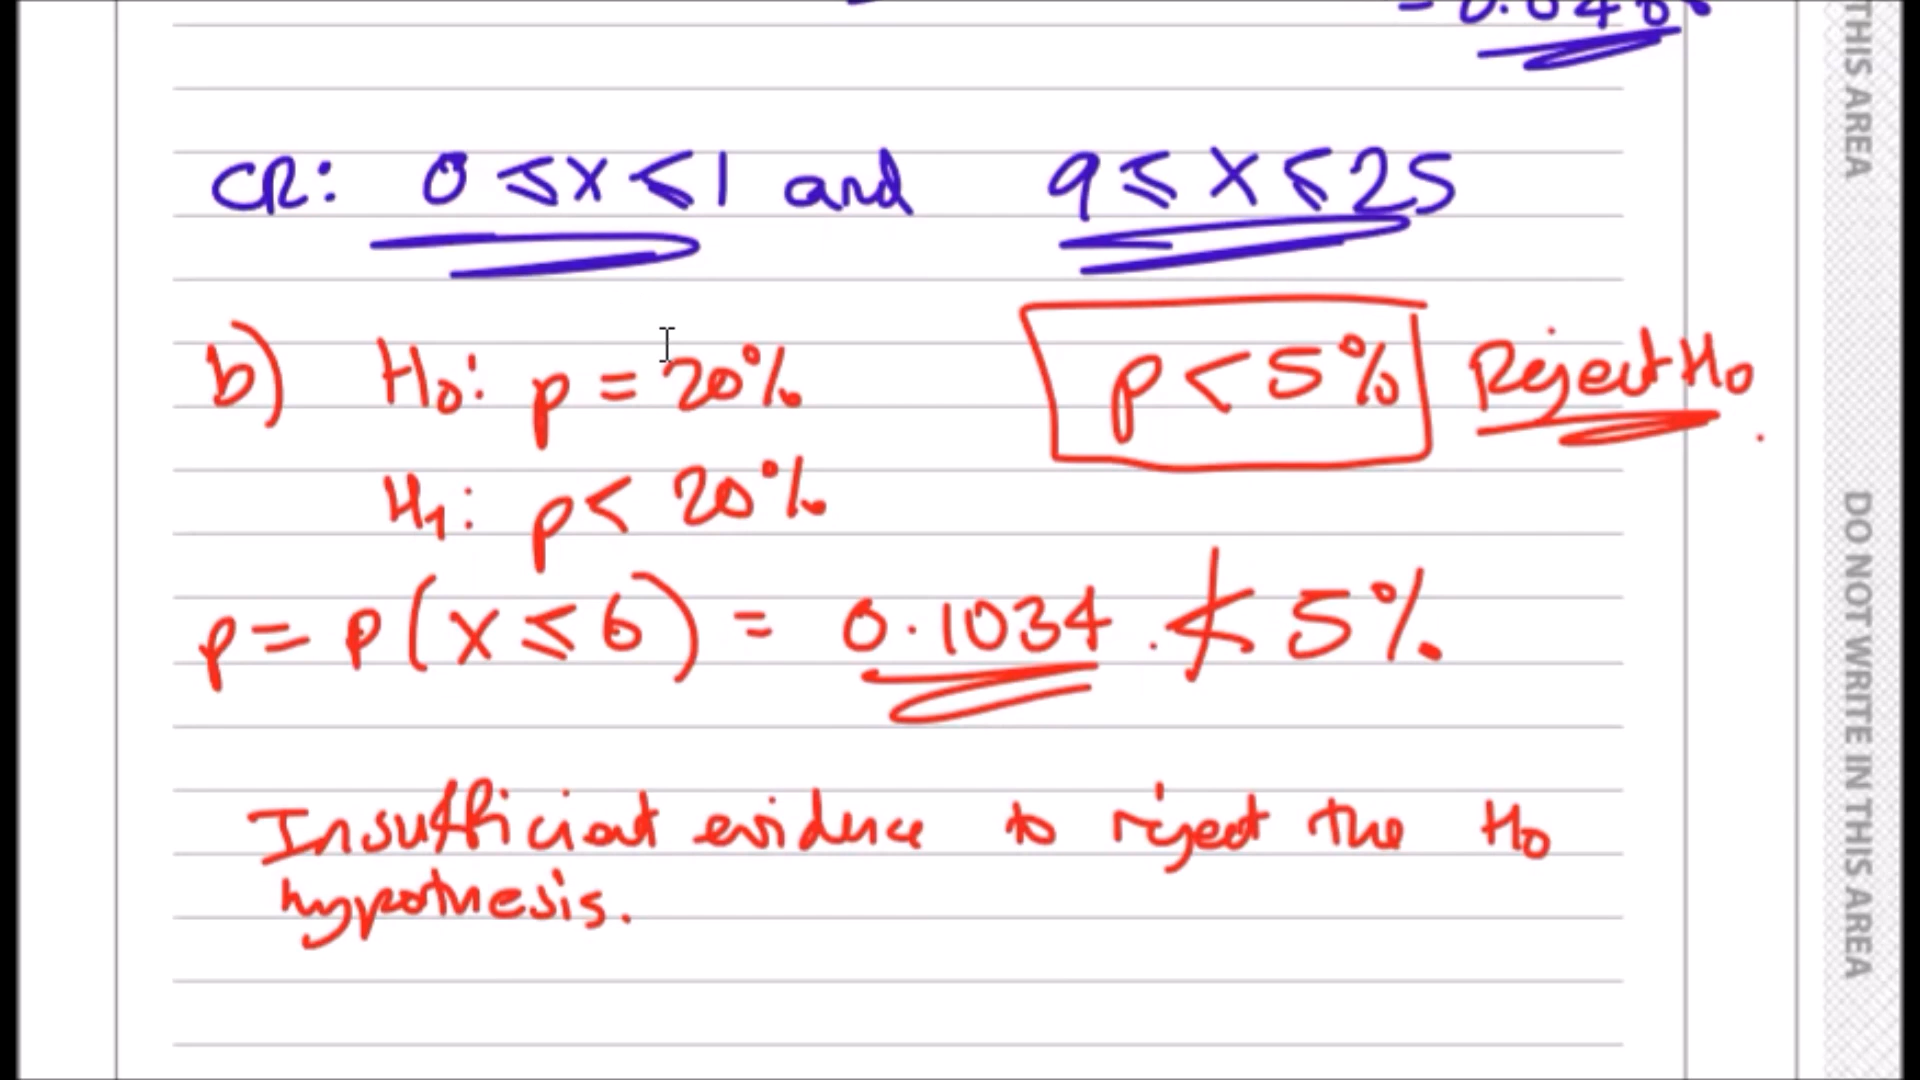 CR: 0 ≤ x ≤ 1 and 9 ≤ x ≤ 25
b) H₀: p = 20% p < 5% Reject H₀.
H₁: p < 20%
p = p(x ≤ 6) = 0.1034 ≮ 5%.
Insufficient evidence to reject the H₀
hypothesis.
THIS AREA
DO NOT WRITE IN THIS AREA